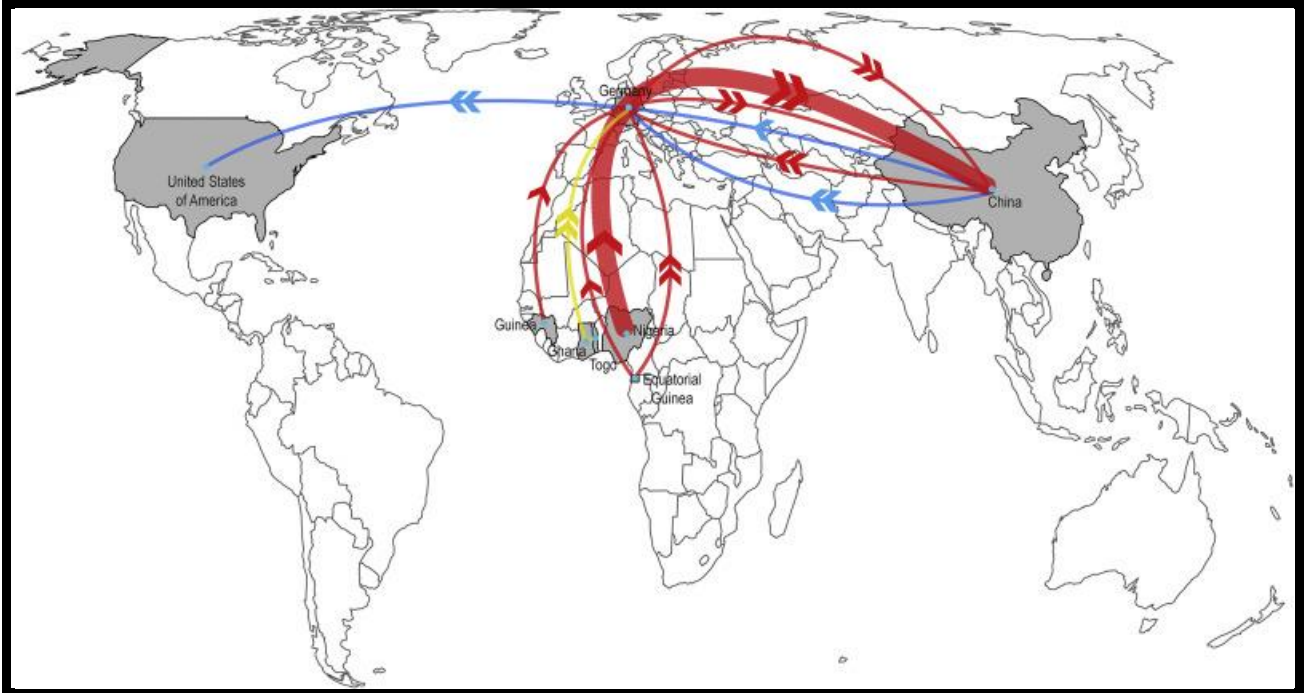 Germany
United States
of America
China
Guinea
Nigeria
Ghana
Togo
Equatorial
Guinea